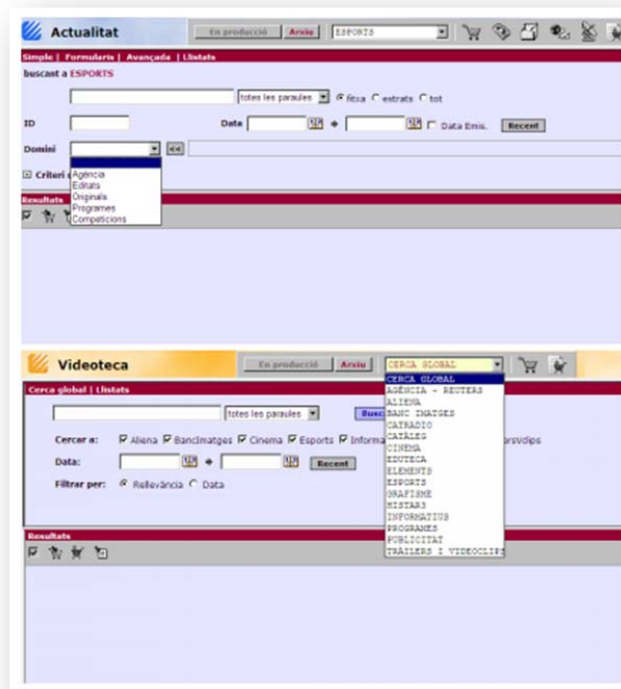 Actualitat En producció Arxiu ESPORTS
Simple | Formularis | Avançada | Llistats
buscant a ESPORTS
totes les paraules fitxa estrats tot
ID Data Data Emis. Recent
Domini <<
Agència
Criteri
Editats
Originals
Programes
Resultats
Competicions
Videoteca En producció Arxiu CERCA GLOBAL
Cerca global | Llistats
CERCA GLOBAL
AGÈNCIA - REUTERS
ALIENA
totes les paraules Busc
BANC IMATGES
CATRADIO
CATÀLEG
Cercar a: Aliena BancImatges Cinema Esports Informa
CINEMA
EDUTECA
Data: Recent
ELEMENTS
ESPORTS
Filtrar per: Rellevància Data
GRAFISME
MISTARS
INFORMATIUS
PROGRAMES
PUBLICITAT
Resultats
TRÀILERS I VIDEOCLIPS